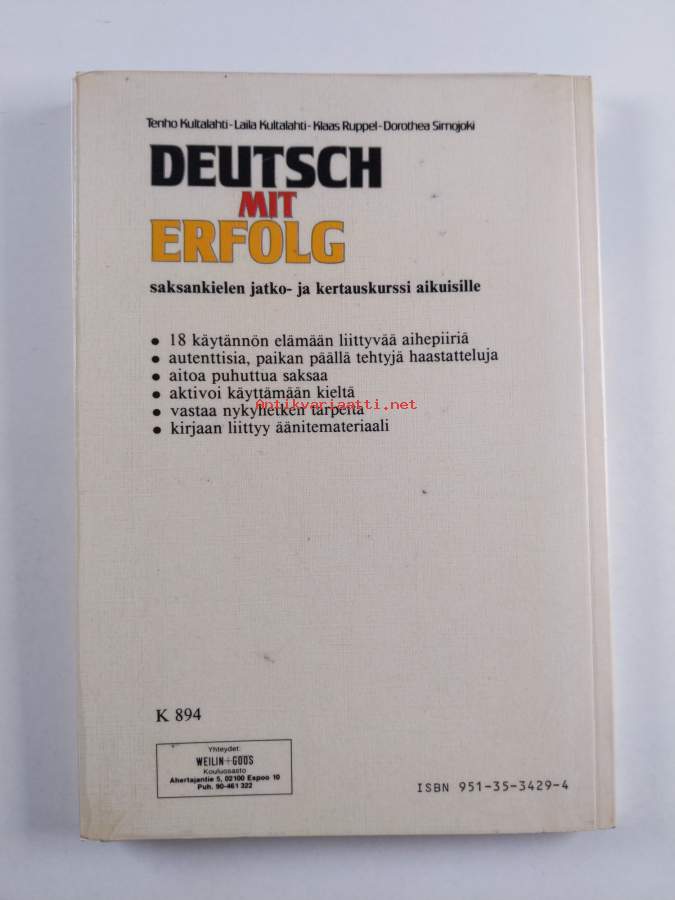 Tenho Kultalahti-Laila Kultalahti-Klaas Ruppel-Dorothea Simojoki
DEUTSCH
MIT
ERFOLG
saksankielen jatko- ja kertauskurssi aikuisille
• 18 käytännön elämään liittyvää aihepiiriä
• autenttisia, paikan päällä tehtyjä haastatteluja
• aitoa puhuttua saksaa
• aktivoi käyttämään kieltä
Antikvariaatti.net
• vastaa nykyhetken tarpeita
• kirjaan liittyy äänitemateriaali
K 894
Yhteydet:
WEILIN+GÖÖS
Kouluosasto
Ahertajantie 5, 02100 Espoo 10
Puh. 90-461 322
ISBN 951-35-3429-4